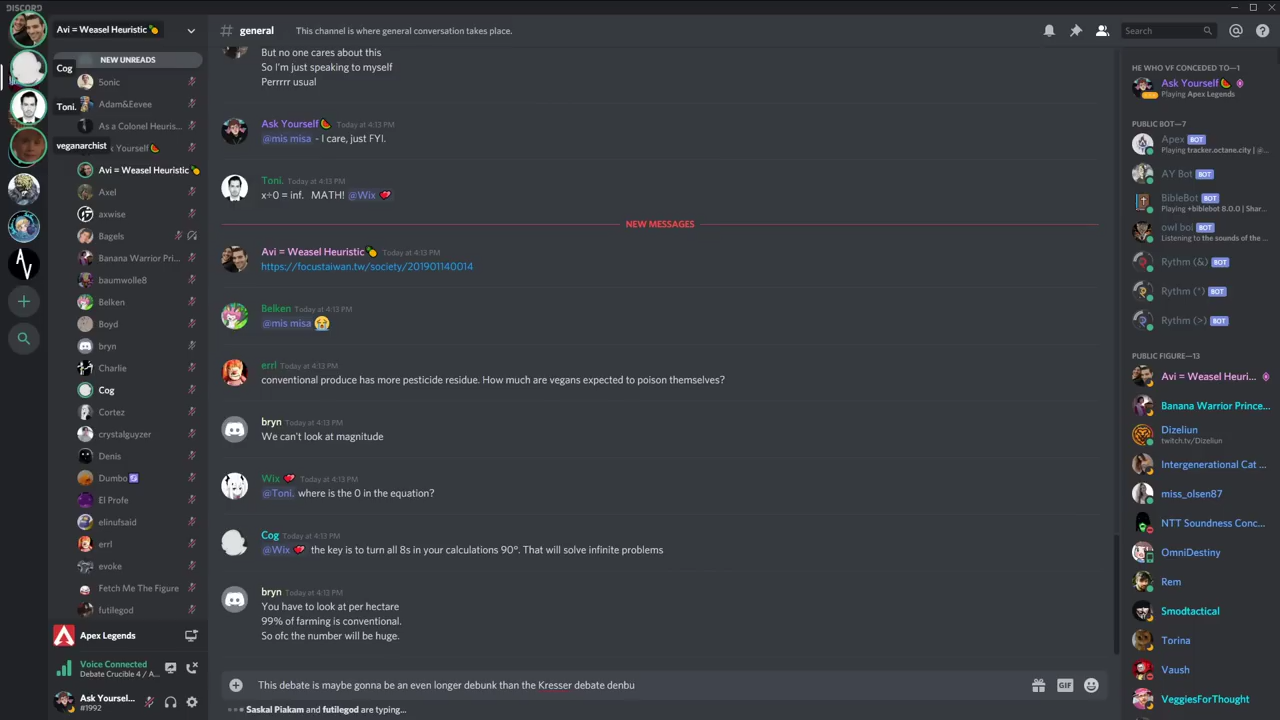 DISCORD
Avi = Weasel Heuristic
Cog
Toni.
veganarchist
NEW UNREADS
5onic
Adam&Eevee
As a Colonel Heuris...
k Yourself
Avi = Weasel Heuristic
Axel
axwise
Bagels
Banana Warrior Pri...
baumwolle8
Belken
Boyd
bryn
Charlie
Cog
Cortez
crystalguyzer
Denis
Dumbo
El Profe
elinufsaid
errl
evoke
Fetch Me The Figure
futilegod
Apex Legends
Voice Connected
Debate Crucible 4 / A...
Ask Yoursel...
#1992
# general
This channel is where general conversation takes place.
Search
But no one cares about this
So I'm just speaking to myself
Perrrrr usual
Ask Yourself Today at 4:13 PM
@mis misa - I care, just FYI.
Toni. Today at 4:13 PM
x÷0 = inf. MATH! @Wix
NEW MESSAGES
Avi = Weasel Heuristic Today at 4:13 PM
https://focustaiwan.tw/society/201901140014
Belken Today at 4:13 PM
@mis misa 😭
errl Today at 4:13 PM
conventional produce has more pesticide residue. How much are vegans expected to poison themselves?
bryn Today at 4:13 PM
We can't look at magnitude
Wix Today at 4:13 PM
@Toni. where is the 0 in the equation?
Cog Today at 4:13 PM
@Wix the key is to turn all 8s in your calculations 90°. That will solve infinite problems
bryn Today at 4:13 PM
You have to look at per hectare
99% of farming is conventional.
So ofc the number will be huge.
This debate is maybe gonna be an even longer debunk than the Kresser debate denbu
GIF
Saskal Piakam and futilegod are typing...
HE WHO VF CONCEDED TO—1
Ask Yourself
Playing Apex Legends
PUBLIC BOT—7
Apex BOT
Playing tracker.octane.city | @...
AY Bot BOT
BibleBot BOT
Playing +biblebot 8.0.0 | Shar...
owl boi BOT
Listening to the sounds of the...
Rythm (&) BOT
Rythm (*) BOT
Rythm (>) BOT
PUBLIC FIGURE—13
Avi = Weasel Heuri...
Banana Warrior Prince...
Dizeliun
twitch.tv/Dizeliun
Intergenerational Cat ...
miss_olsen87
NTT Soundness Conc...
OmniDestiny
Rem
Smodtactical
Torina
Vaush
VeggiesForThought